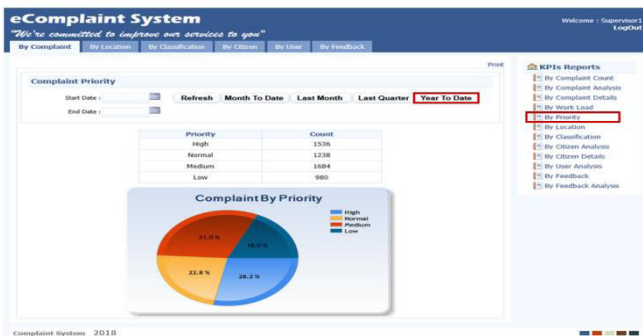 eComplaint System
"We're committed to improve our services to you"
Welcome : Supervisor1
LogOut
By Complaint By Location By Classification By Citizen By User By Feedback
Print
Complaint Priority
Start Date :
End Date :
Refresh Month To Date Last Month Last Quarter Year To Date
Priority Count
High 1536
Normal 1238
Medium 1684
Low 980
Complaint By Priority
High
Normal
Medium
Low
31.0 %
18.0 %
22.8 %
28.2 %
KPIs Reports
By Complaint Count
By Complaint Analysis
By Complaint Details
By Work Load
By Priority
By Location
By Classification
By Citizen Analysis
By Citizen Details
By User Analysis
By Feedback
By Feedback Analysis
Complaint System 2018